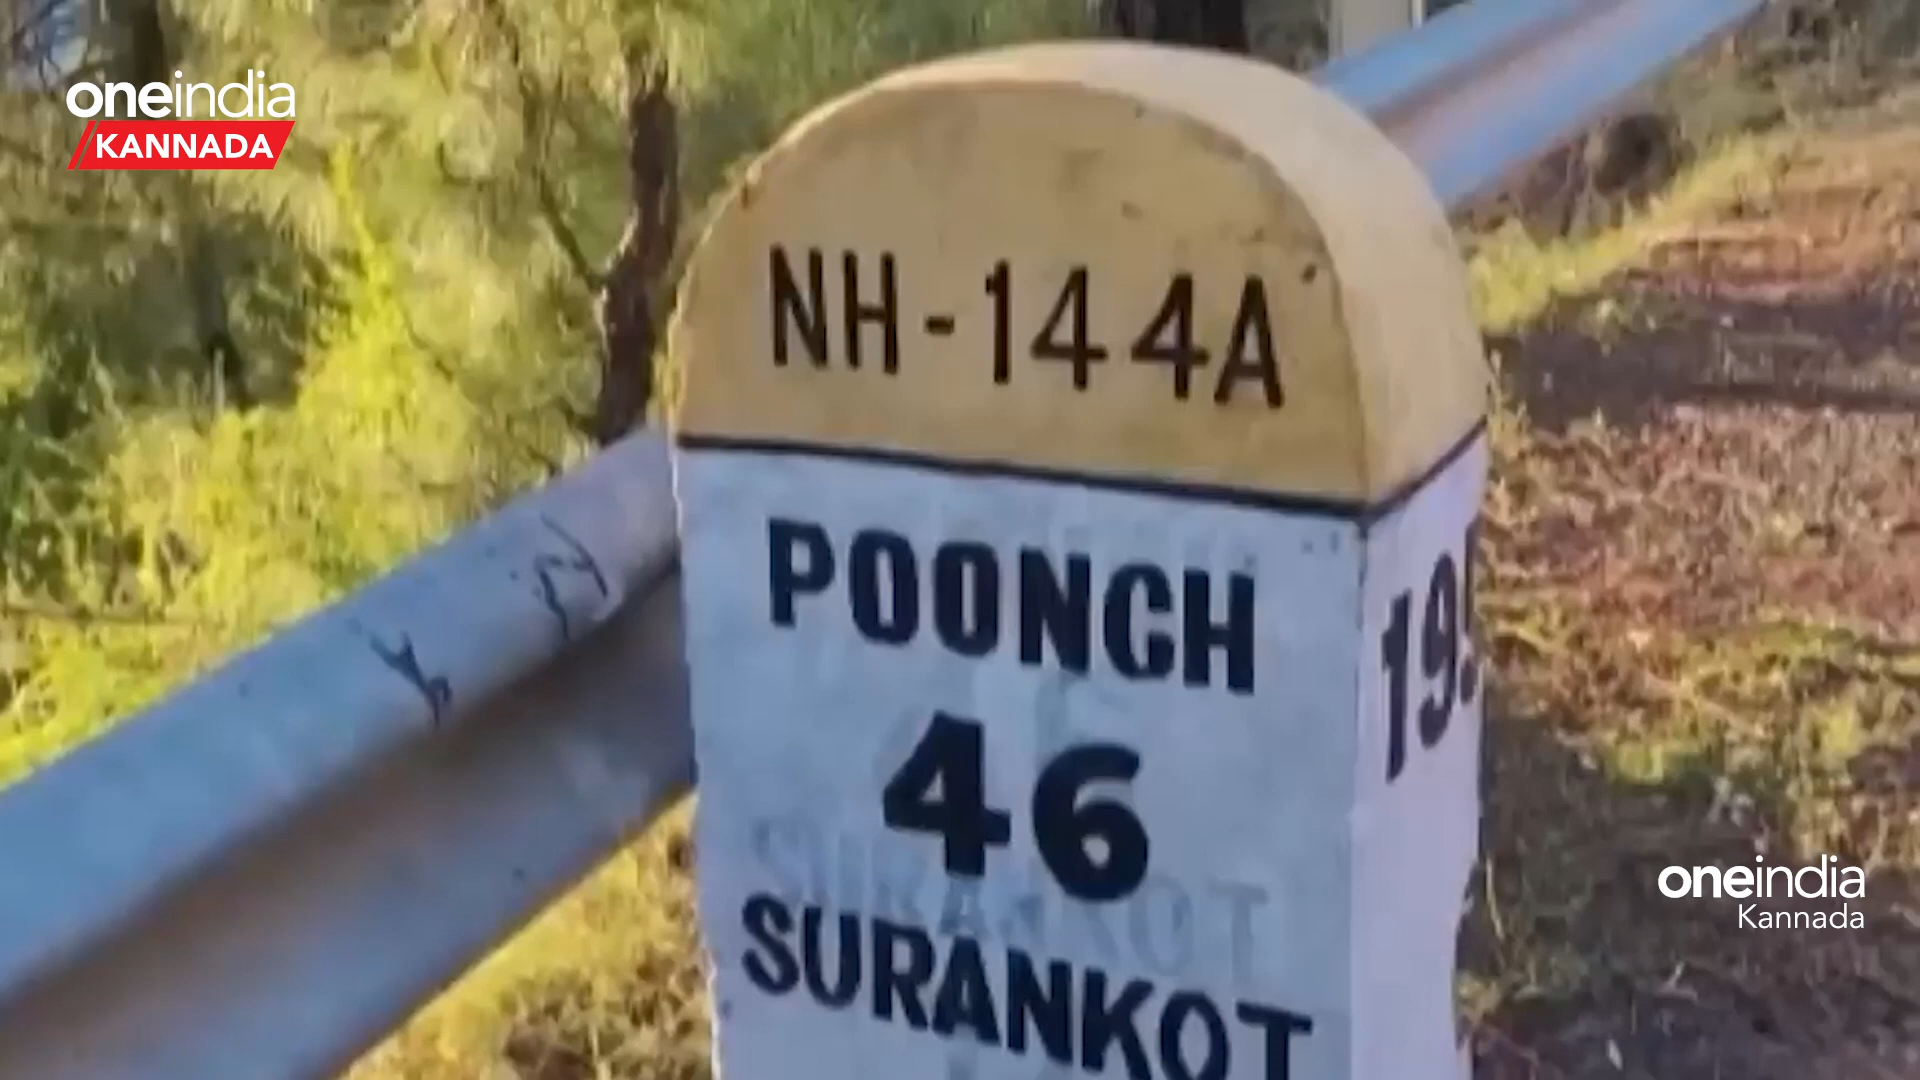 oneindia
KANNADA
NH-144A
POONCH
46
SURANKOT
oneindia
Kannada